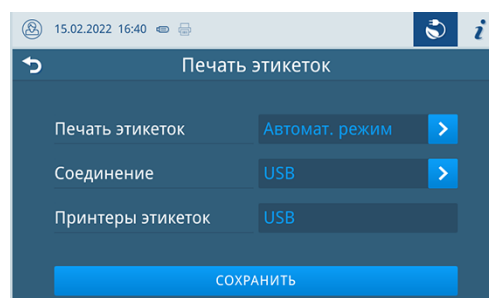 15.02.2022 16:40
Печать этикеток
Печать этикеток Автомат. режим
Соединение USB
Принтеры этикеток USB
СОХРАНИТЬ